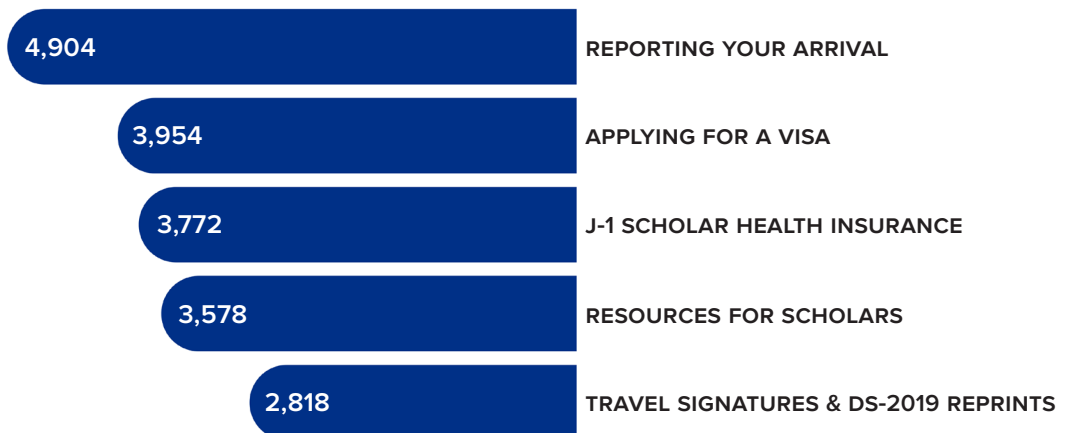 4,904 REPORTING YOUR ARRIVAL
3,954 APPLYING FOR A VISA
3,772 J-1 SCHOLAR HEALTH INSURANCE
3,578 RESOURCES FOR SCHOLARS
2,818 TRAVEL SIGNATURES & DS-2019 REPRINTS